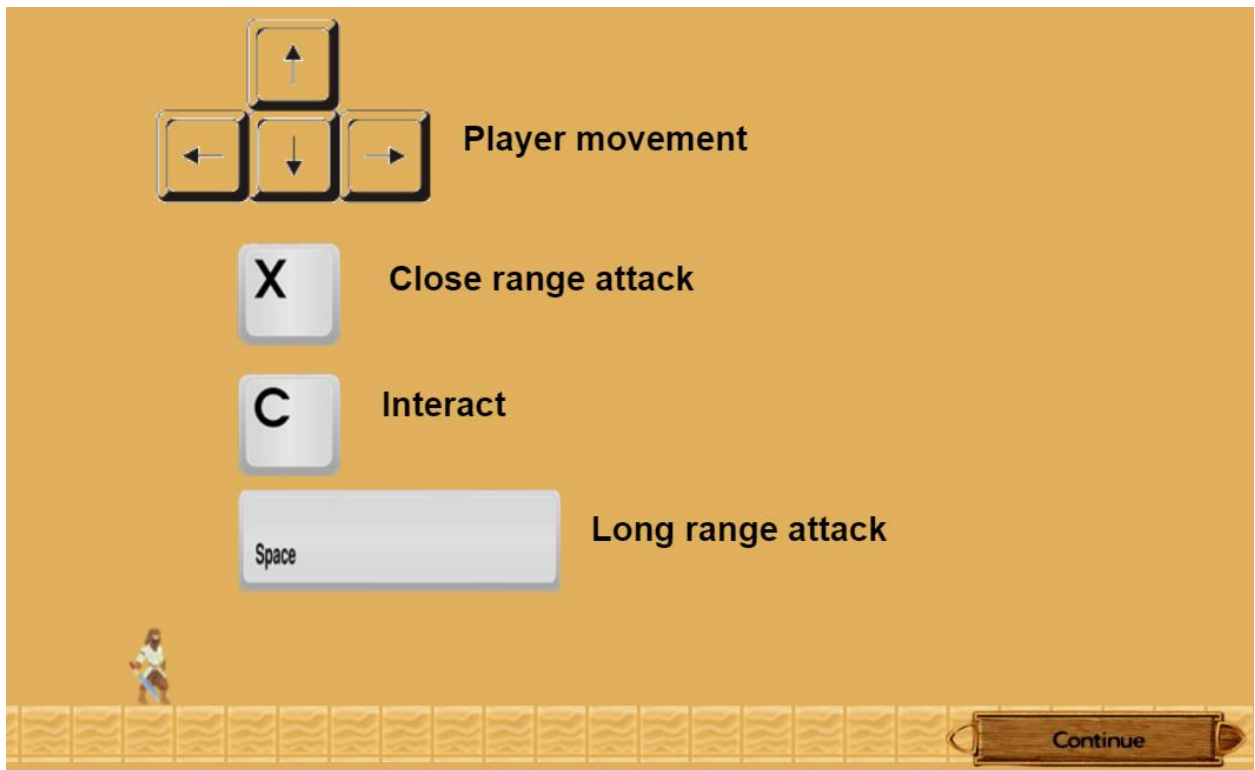 Player movement
X
Close range attack
C
Interact
Space
Long range attack
Continue